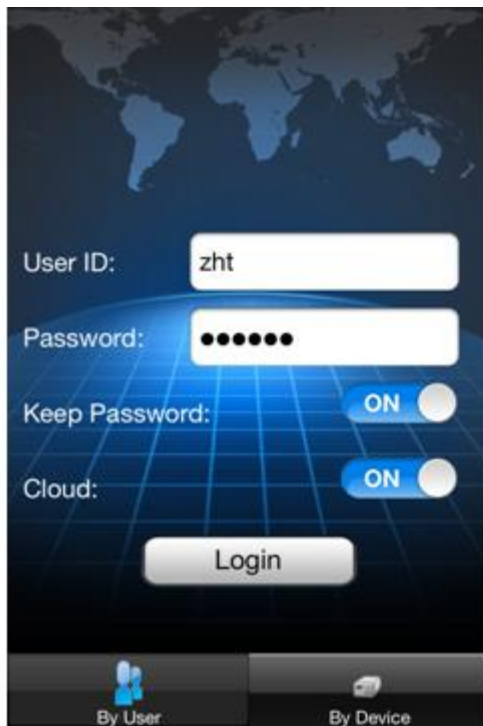 User ID:
zht
Password:
●●●●●●
Keep Password:
ON
Cloud:
ON
Login
By User
By Device